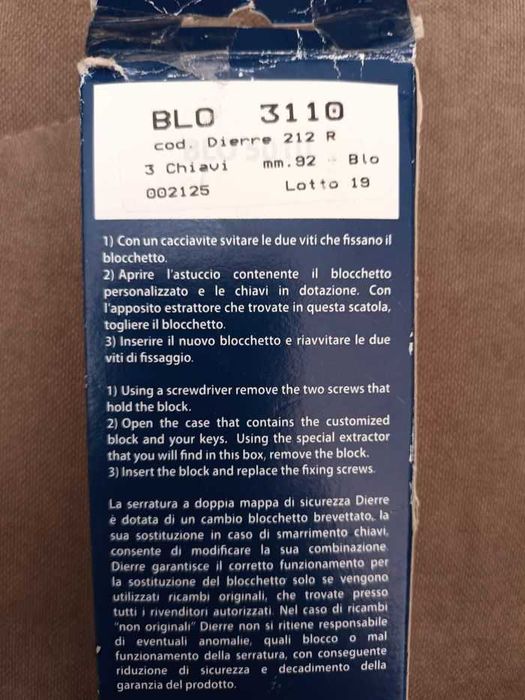 BLO 3110
cod. Dierre 212 R
3 Chiavi mm.92 - Blo
002125 Lotto 19
1) Con un cacciavite svitare le due viti che fissano il
blocchetto.
2) Aprire l'astuccio contenente il blocchetto
personalizzato e le chiavi in dotazione. Con
l'apposito estrattore che trovate in questa scatola,
togliere il blocchetto.
3) Inserire il nuovo blocchetto e riavvitare le due
viti di fissaggio.
1) Using a screwdriver remove the two screws that
hold the block.
2) Open the case that contains the customized
block and your keys. Using the special extractor
that you will find in this box, remove the block.
3) Insert the block and replace the fixing screws.
La serratura a doppia mappa di sicurezza Dierre
è dotata di un cambio blocchetto brevettato, la
sua sostituzione in caso di smarrimento chiavi,
consente di modificare la sua combinazione.
Dierre garantisce il corretto funzionamento per
la sostituzione del blocchetto solo se vengono
utilizzati ricambi originali, che trovate presso
tutti i rivenditori autorizzati. Nel caso di ricambi
"non originali" Dierre non si ritiene responsabile
di eventuali anomalie, quali blocco o mal
funzionamento della serratura, con conseguente
riduzione di sicurezza e decadimento della
garanzia del prodotto.